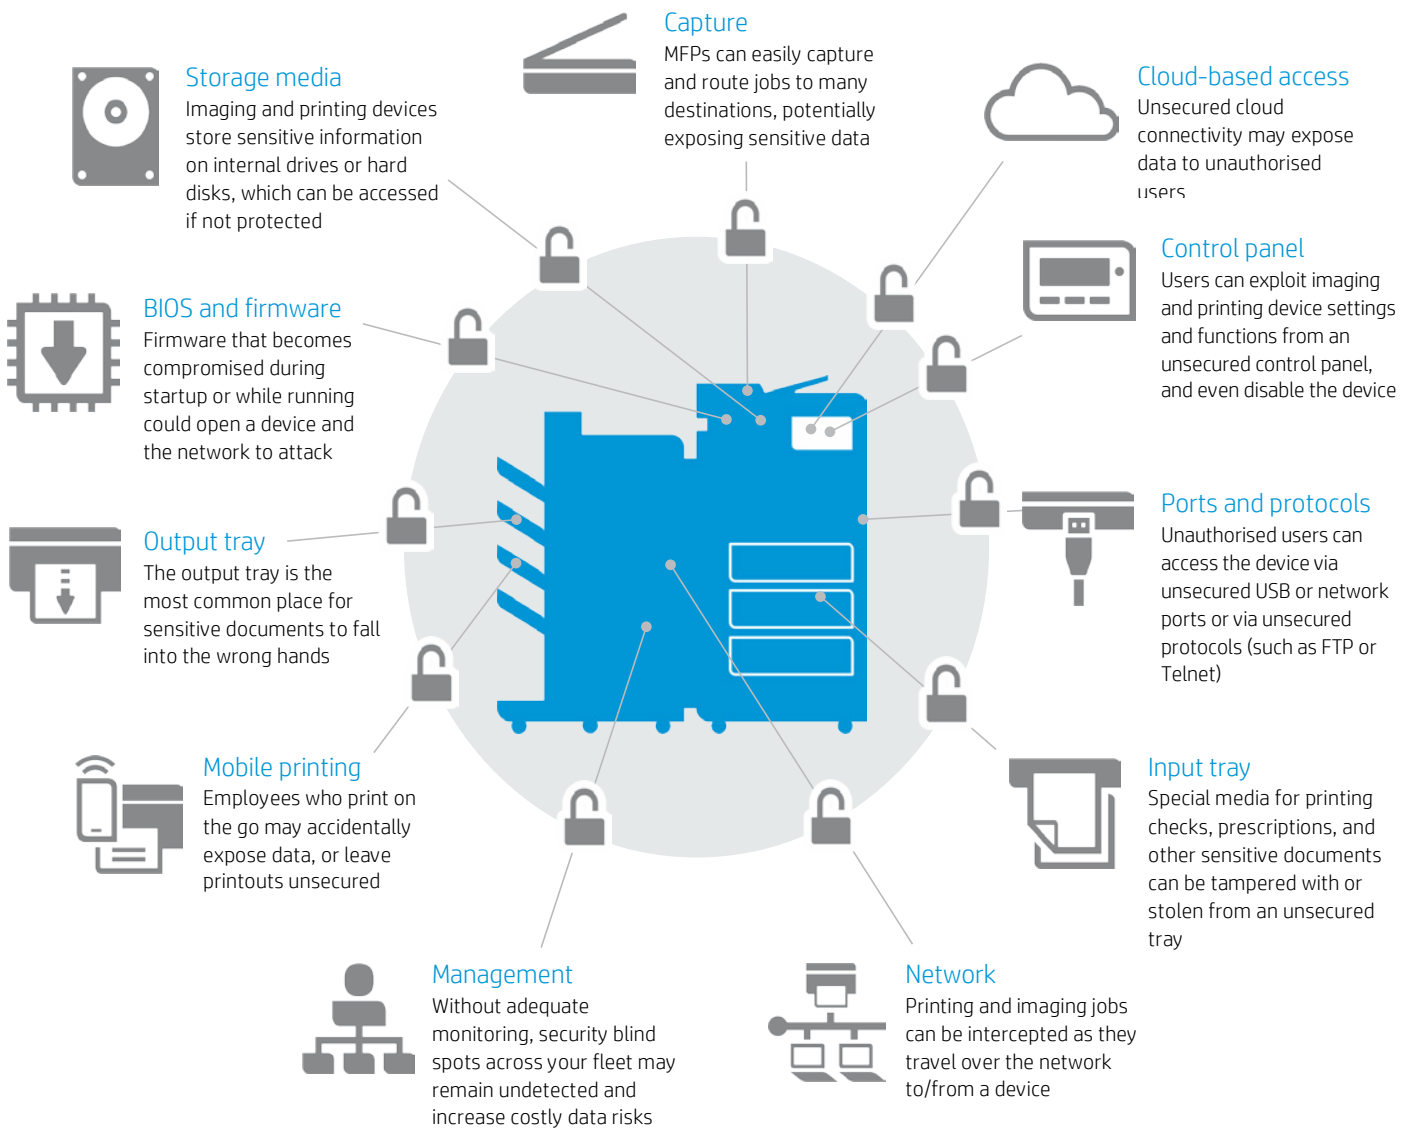 Capture
MFPs can easily capture
and route jobs to many
destinations, potentially
exposing sensitive data
Storage media
Imaging and printing devices
store sensitive information
on internal drives or hard
disks, which can be accessed
if not protected
Cloud-based access
Unsecured cloud
connectivity may expose
data to unauthorised
users
Control panel
Users can exploit imaging
and printing device settings
and functions from an
unsecured control panel,
and even disable the device
BIOS and firmware
Firmware that becomes
compromised during
startup or while running
could open a device and
the network to attack
Ports and protocols
Unauthorised users can
access the device via
unsecured USB or network
ports or via unsecured
protocols (such as FTP or
Telnet)
Output tray
The output tray is the
most common place for
sensitive documents to fall
into the wrong hands
Mobile printing
Employees who print on
the go may accidentally
expose data, or leave
printouts unsecured
Input tray
Special media for printing
checks, prescriptions, and
other sensitive documents
can be tampered with or
stolen from an unsecured
tray
Management
Without adequate
monitoring, security blind
spots across your fleet may
remain undetected and
increase costly data risks
Network
Printing and imaging jobs
can be intercepted as they
travel over the network
to/from a device